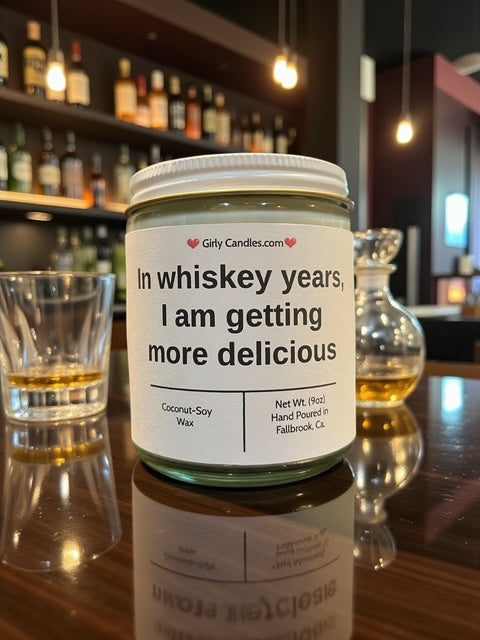 Girly Candles.com
In whiskey years,
I am getting
more delicious
Coconut-Soy
Wax
Net Wt. (9oz)
Hand Poured in
Fallbrook, Ca.